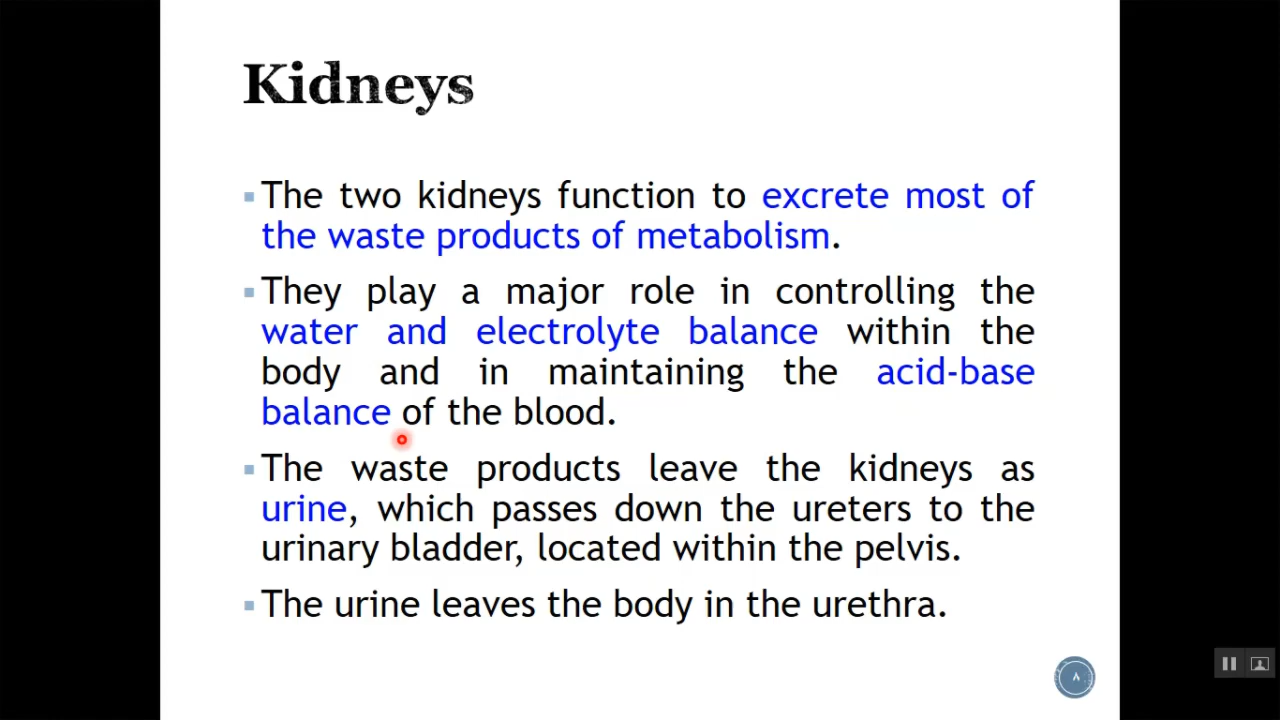 Kidneys
▪ The two kidneys function to excrete most of
the waste products of metabolism.
▪ They play a major role in controlling the
water and electrolyte balance within the
body and in maintaining the acid-base
balance of the blood.
▪ The waste products leave the kidneys as
urine, which passes down the ureters to the
urinary bladder, located within the pelvis.
▪ The urine leaves the body in the urethra.
٨